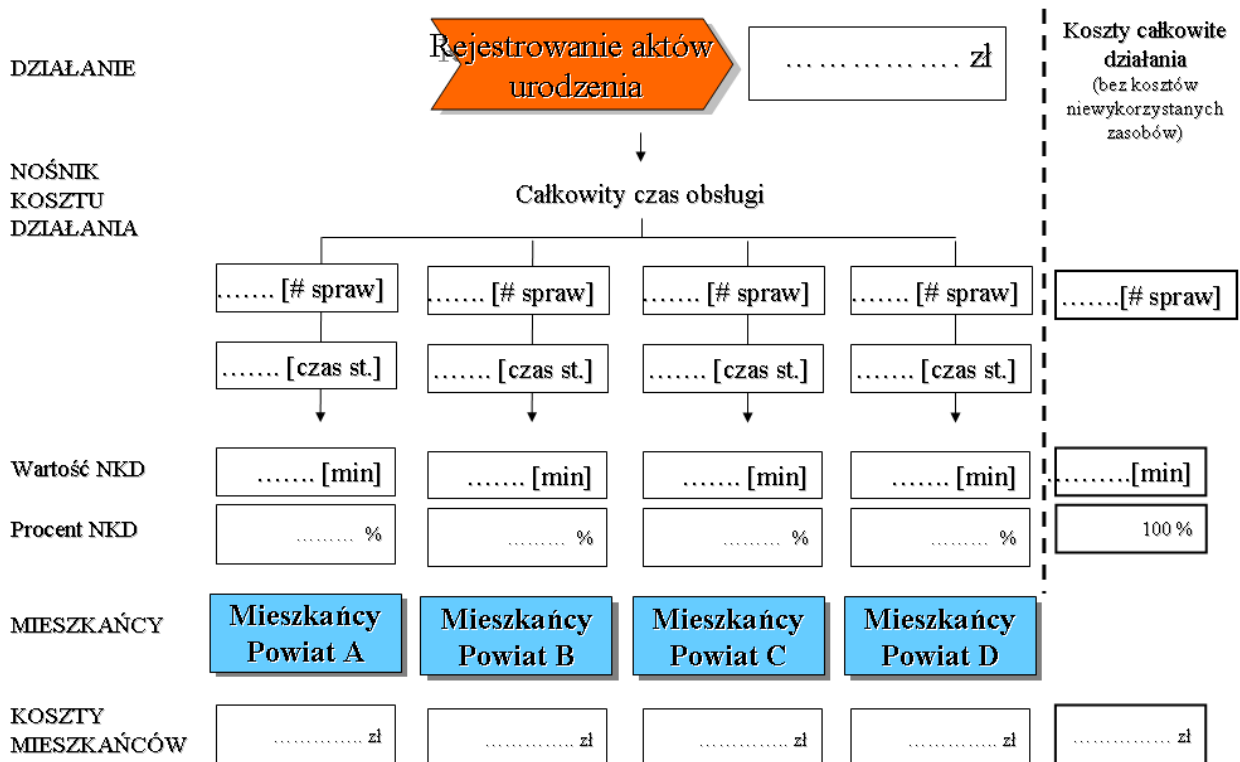 DZIAŁANIE
Rejestrowanie aktów
urodzenia
……………. zł
Koszty całkowite
działania
(bez kosztów
niewykorzystanych
zasobów)
NOŚNIK
KOSZTU
DZIAŁANIA
Całkowity czas obsługi
……. [# spraw]
……. [# spraw]
……. [# spraw]
……. [# spraw]
…….[# spraw]
……. [czas st.]
……. [czas st.]
……. [czas st.]
……. [czas st.]
Wartość NKD
……. [min]
……. [min]
……. [min]
……. [min]
……….[min]
Procent NKD
……… %
……… %
……… %
……… %
100 %
MIESZKAŃCY
Mieszkańcy
Powiat A
Mieszkańcy
Powiat B
Mieszkańcy
Powiat C
Mieszkańcy
Powiat D
KOSZTY
MIESZKAŃCÓW
………….. zł
………….. zł
………….. zł
………….. zł
…………… zł